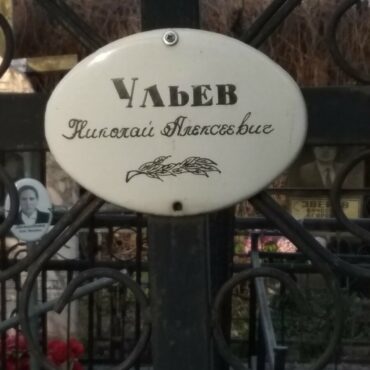 Ульев
Николай Алексеевич